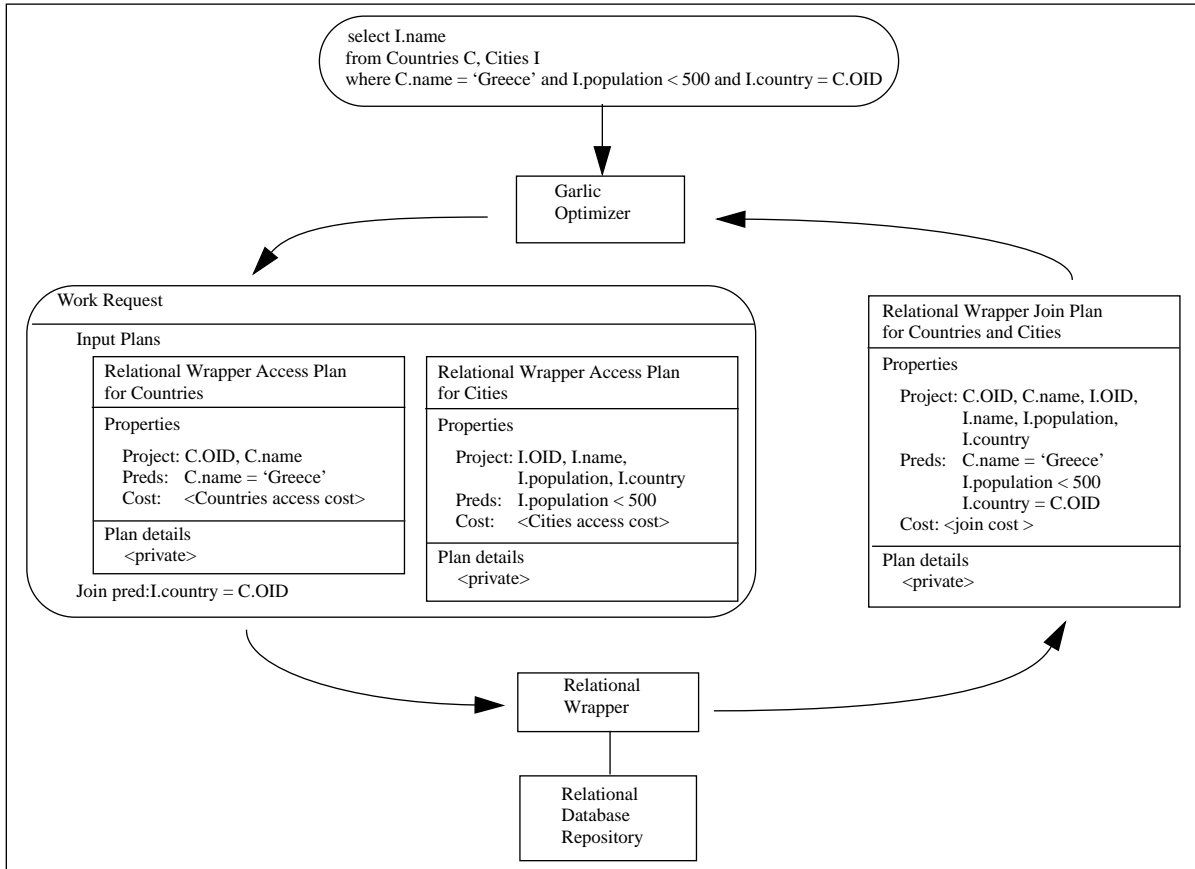 select I.name
from Countries C, Cities I
where C.name = ‘Greece’ and I.population < 500 and I.country = C.OID
Garlic
Optimizer
Work Request
Input Plans
Relational Wrapper Access Plan
for Countries
Properties
Project: C.OID, C.name
Preds: C.name = ‘Greece’
Cost: <Countries access cost>
Plan details
<private>
Relational Wrapper Access Plan
for Cities
Properties
Project: I.OID, I.name,
I.population, I.country
Preds: I.population < 500
Cost: <Cities access cost>
Plan details
<private>
Join pred:I.country = C.OID
Relational Wrapper Join Plan
for Countries and Cities
Properties
Project: C.OID, C.name, I.OID,
I.name, I.population,
I.country
Preds: C.name = ‘Greece’
I.population < 500
I.country = C.OID
Cost: <join cost >
Plan details
<private>
Relational
Wrapper
Relational
Database
Repository